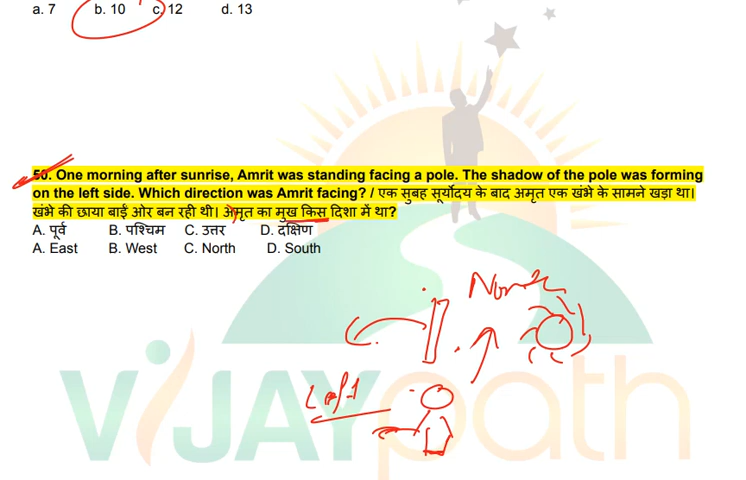 a. 7 b. 10 c. 12 d. 13
50. One morning after sunrise, Amrit was standing facing a pole. The shadow of the pole was forming
on the left side. Which direction was Amrit facing? / एक सुबह सूर्योदय के बाद अमृत एक खंभे के सामने खड़ा था।
खंभे की छाया बाईं ओर बन रही थी। अमृत का मुख किस दिशा में था?
A. पूर्व B. पश्चिम C. उत्तर D. दक्षिण
A. East B. West C. North D. South
North
Left
ViJAYpath